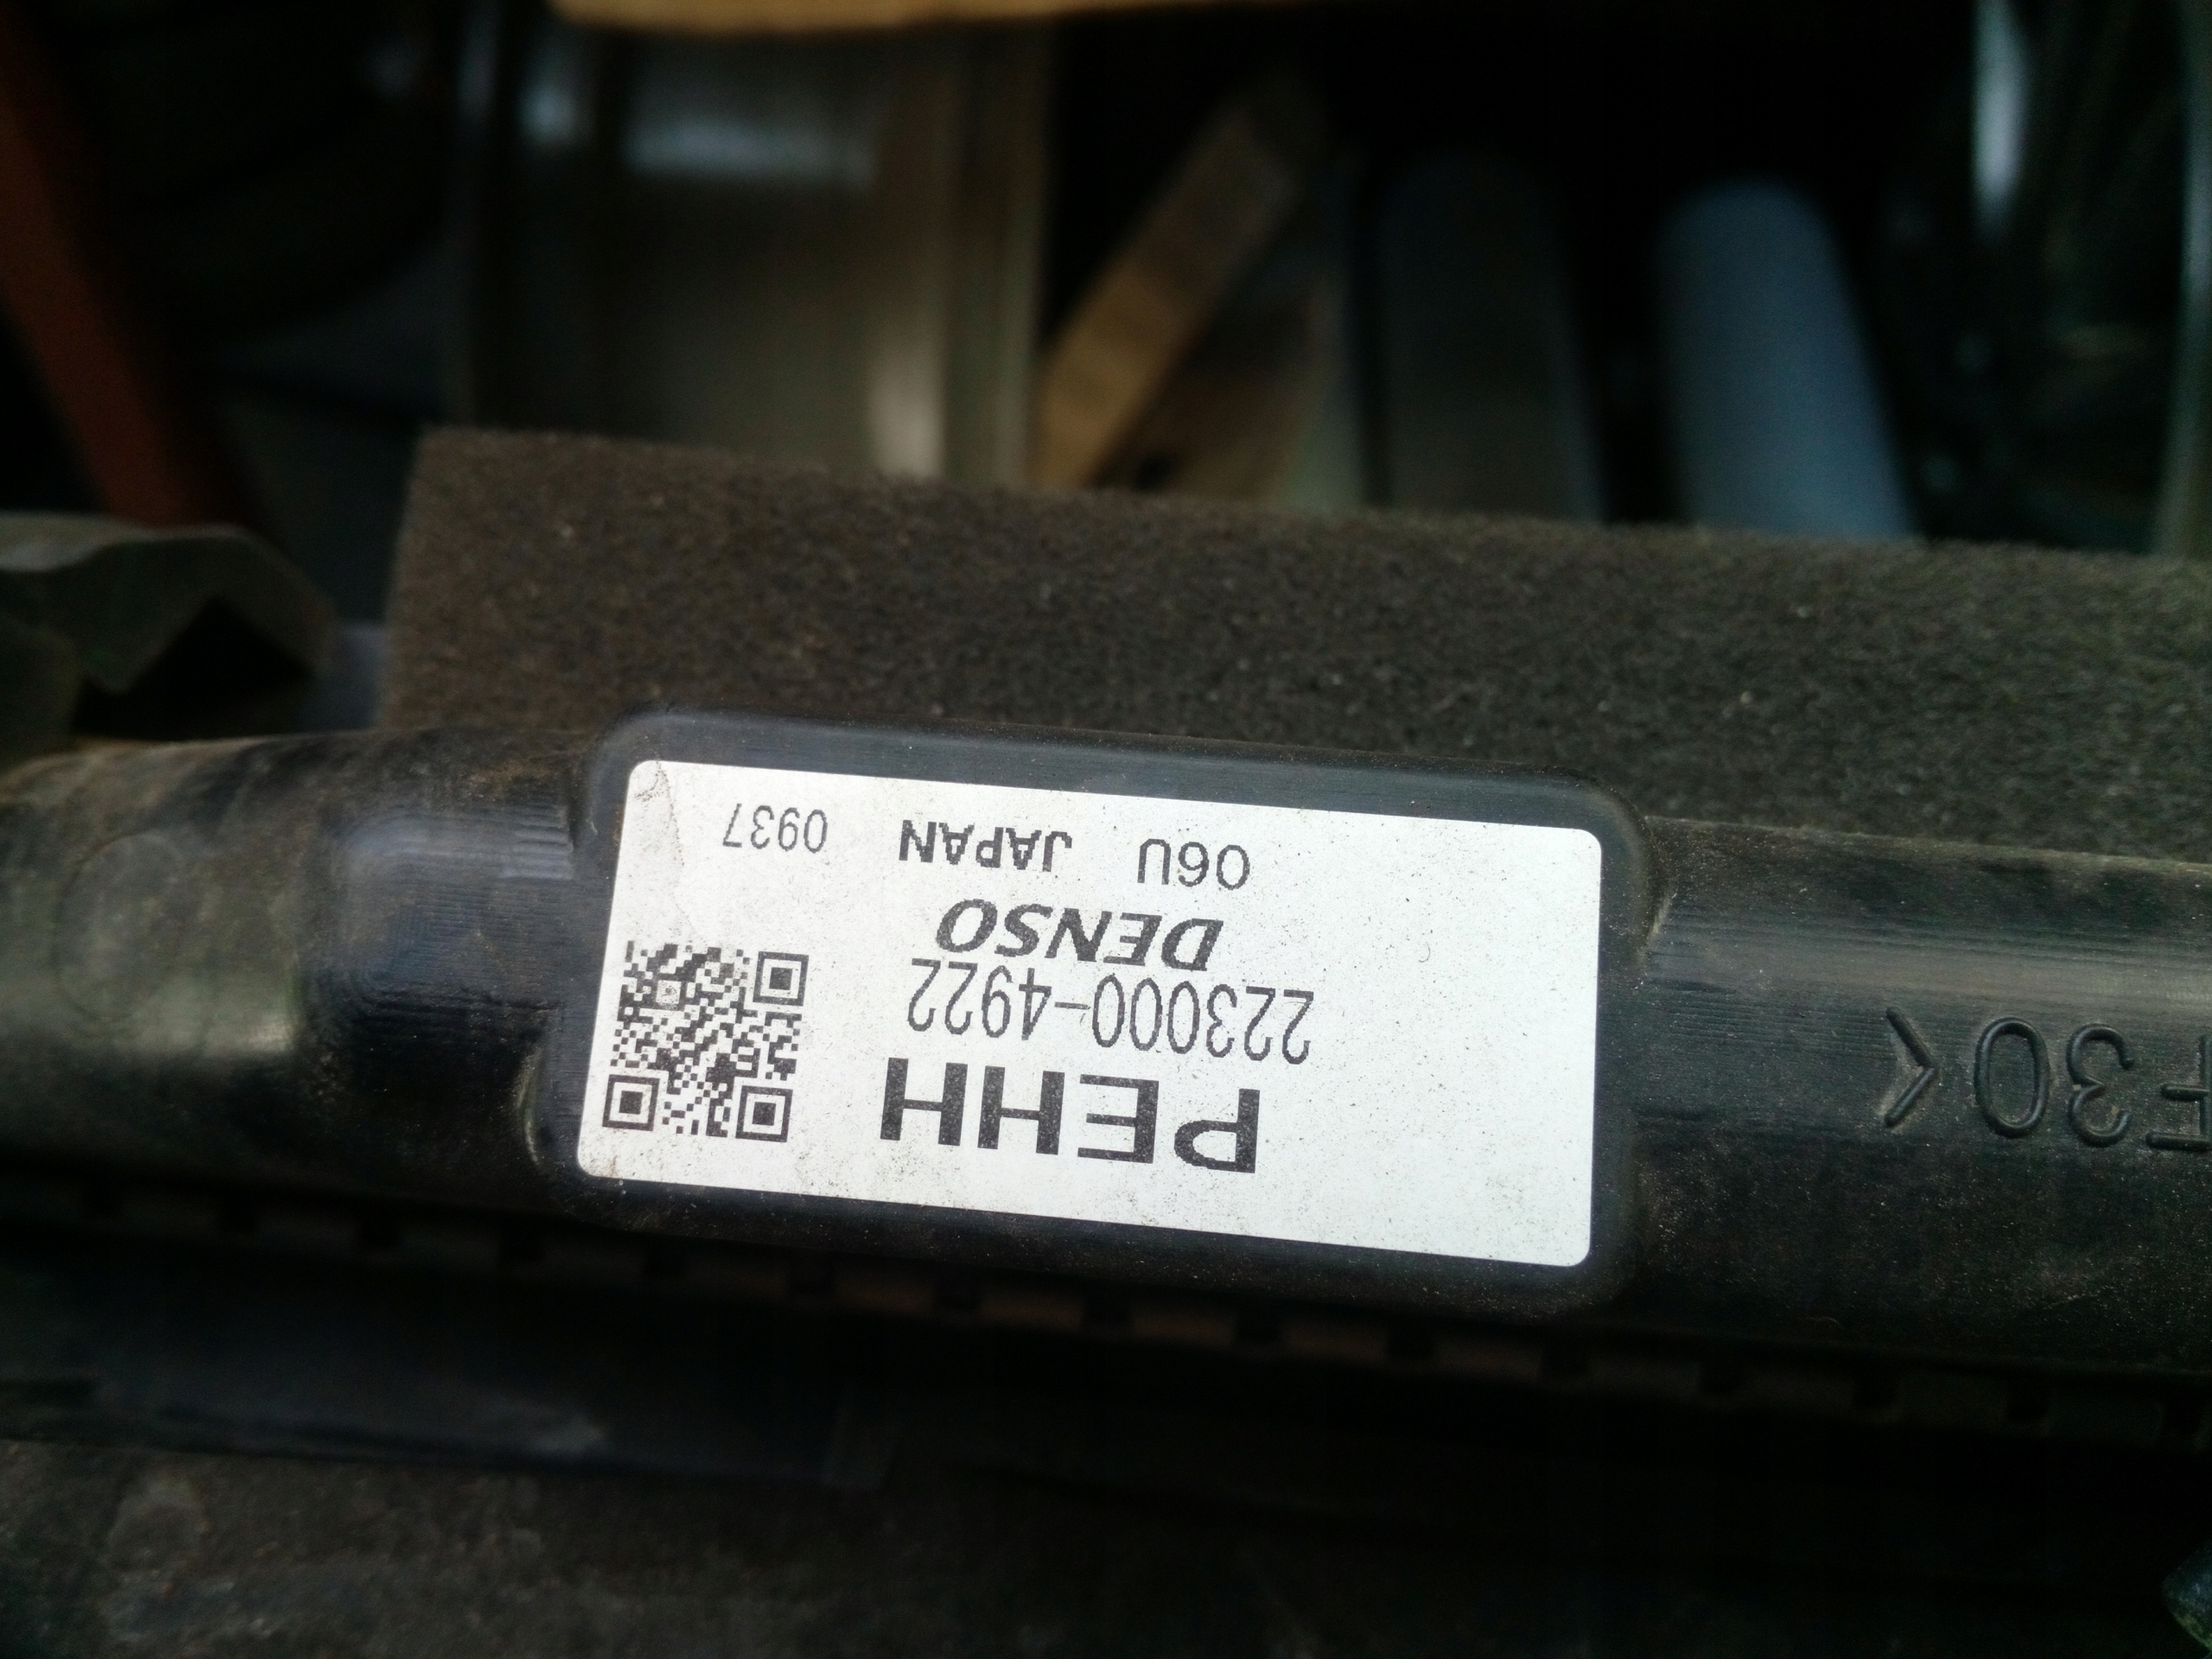 PEHH
223000-4922
DENSO
06U JAPAN 0937
F30<